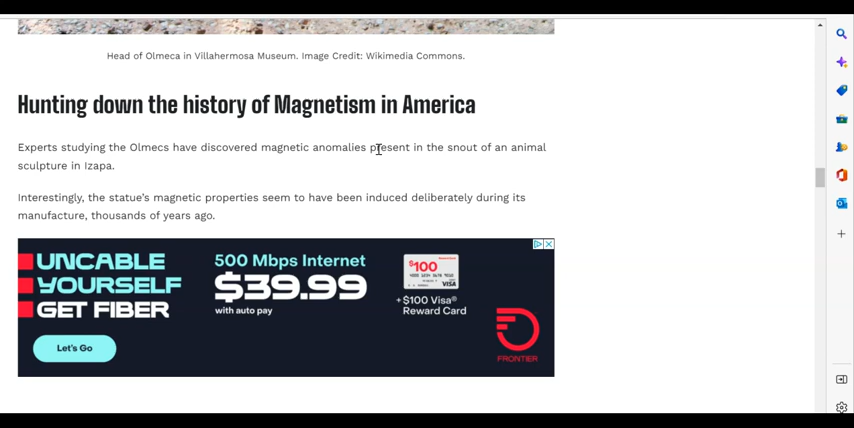 Head of Olmeca in Villahermosa Museum. Image Credit: Wikimedia Commons.
Hunting down the history of Magnetism in America
Experts studying the Olmecs have discovered magnetic anomalies present in the snout of an animal
sculpture in Izapa.
Interestingly, the statue's magnetic properties seem to have been induced deliberately during its
manufacture, thousands of years ago.
UNCABLE
YOURSELF
GET FIBER
Let's Go
500 Mbps Internet
$39.99
with auto pay
$100
VISA
+$100 Visa®
Reward Card
FRONTIER